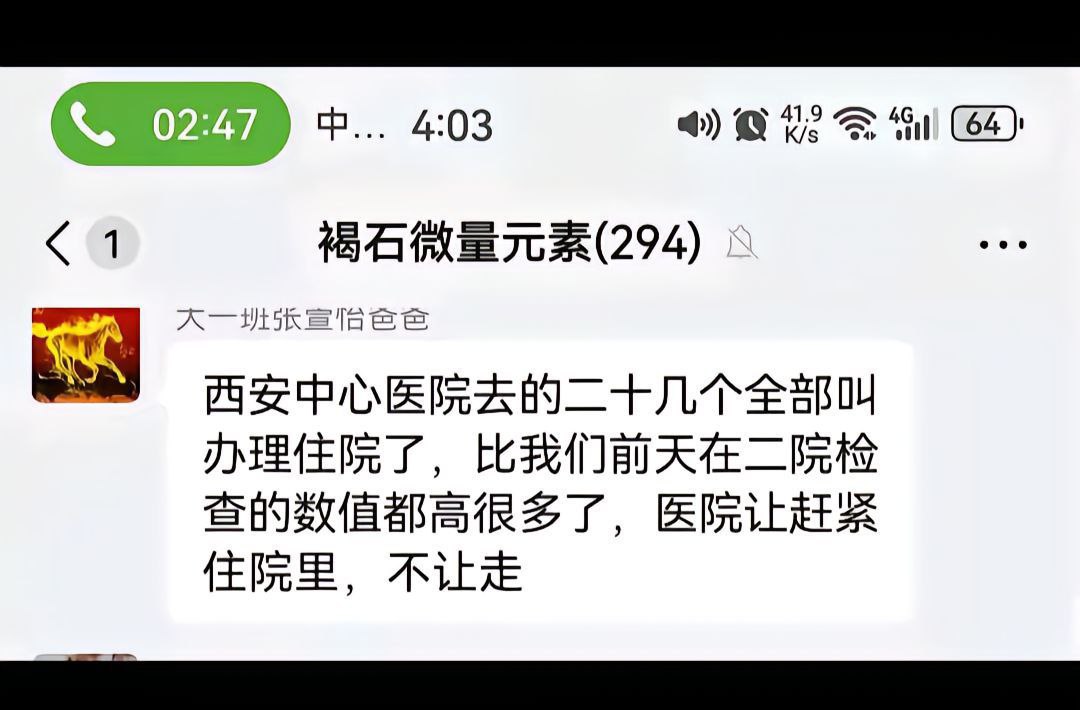 02:47 中... 4:03 41.9 K/s 4G 64
1 褐石微量元素(294)
大一班张宣怡爸爸
西安中心医院去的二十几个全部叫
办理住院了，比我们前天在二院检
查的数值都高很多了，医院让赶紧
住院里，不让走